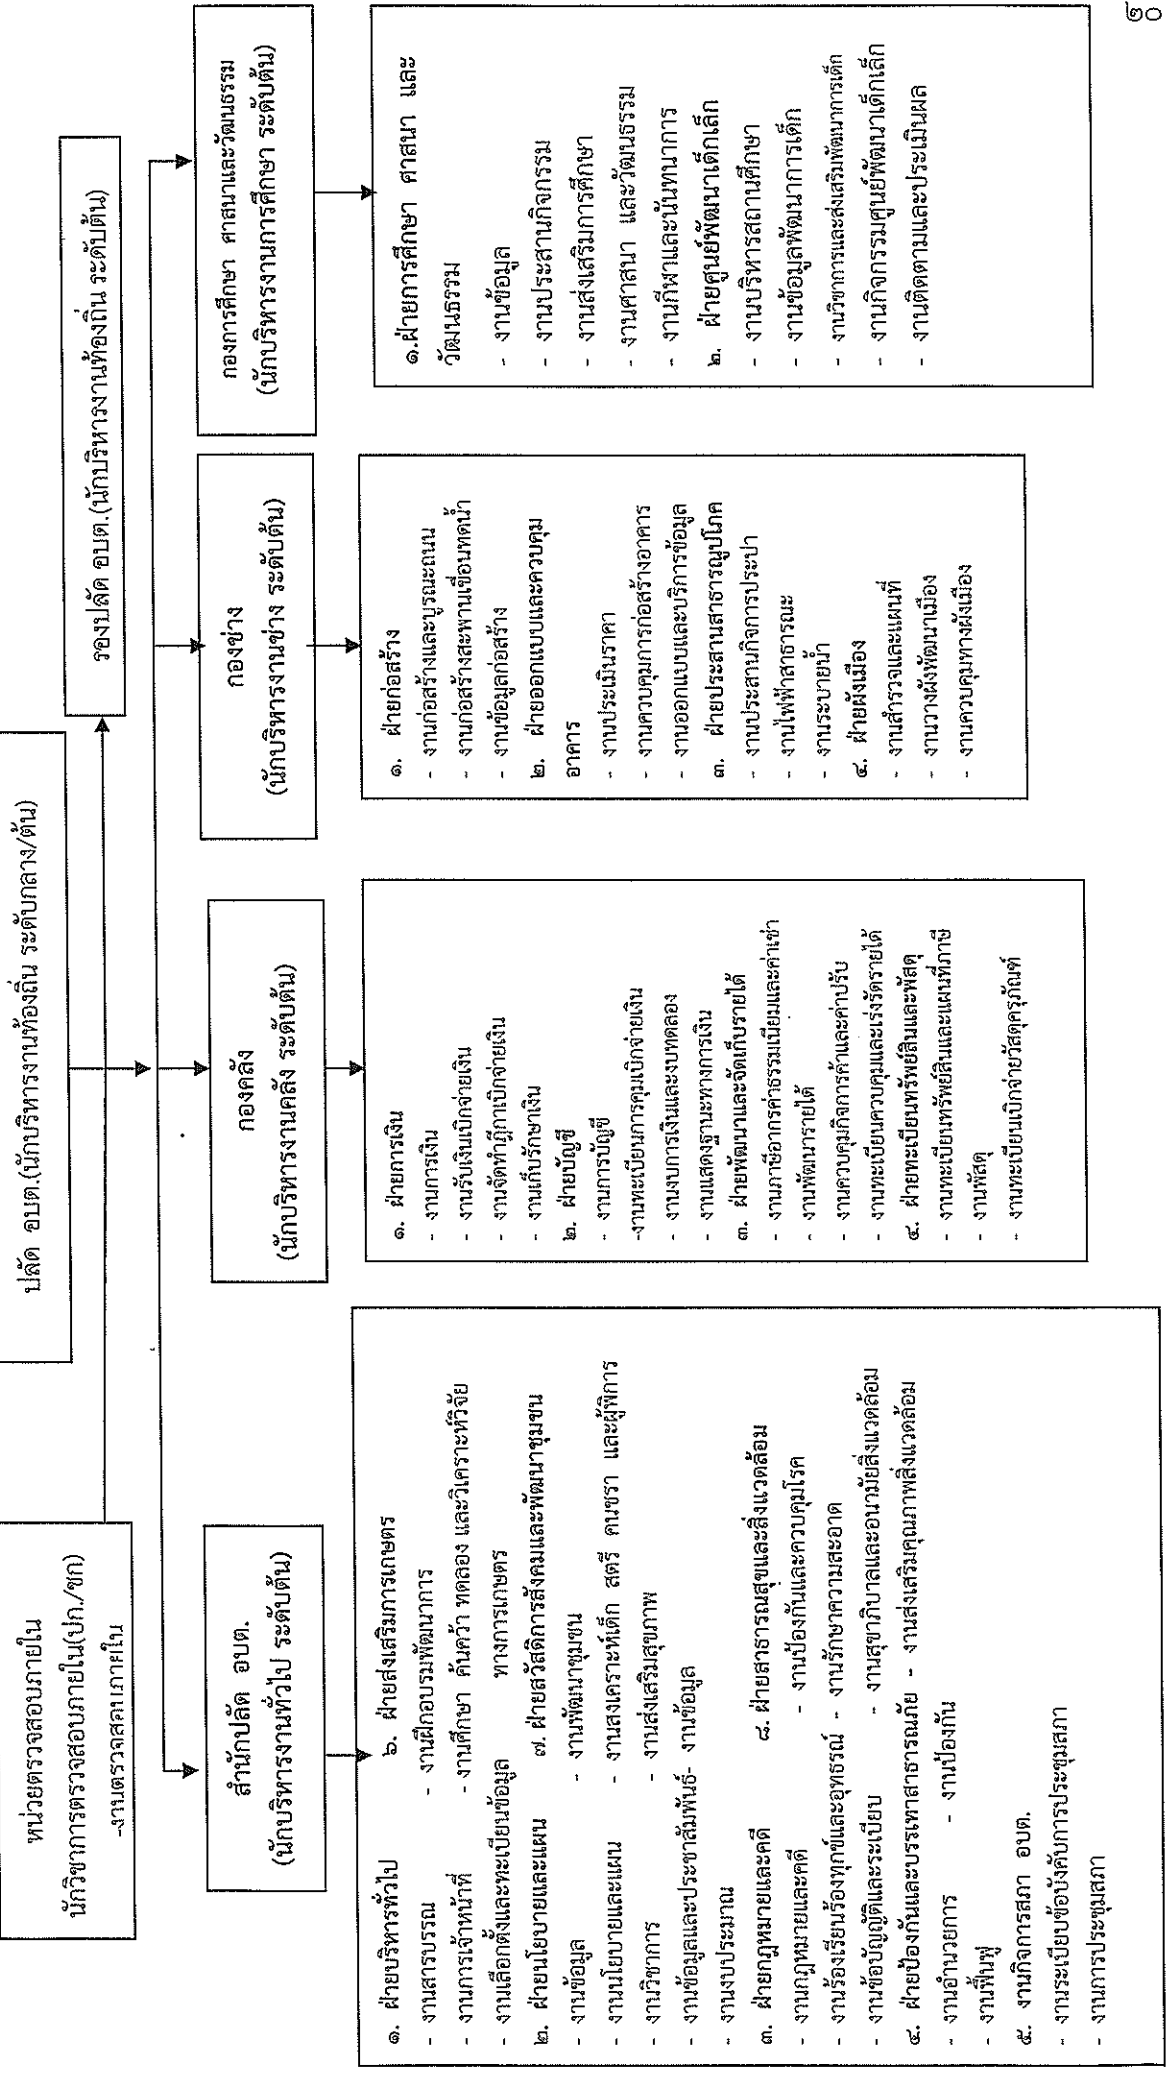 ๒๐
ปลัด อบต.(นักบริหารงานท้องถิ่น ระดับกลาง/ต้น)
หน่วยตรวจสอบภายใน
นักวิชาการตรวจสอบภายใน(ปก./ชก)
-งานตรวจสอบภายใน
รองปลัด อบต.(นักบริหารงานท้องถิ่น ระดับต้น)
สำนักปลัด อบต.
(นักบริหารงานทั่วไป ระดับต้น)
กองคลัง
(นักบริหารงานคลัง ระดับต้น)
กองช่าง
(นักบริหารงานช่าง ระดับต้น)
กองการศึกษา ศาสนาและวัฒนธรรม
(นักบริหารงานการศึกษา ระดับต้น)
๑. ฝ่ายบริหารทั่วไป ๖. ฝ่ายส่งเสริมการเกษตร
- งานสารบรรณ - งานฝึกอบรมพัฒนาการ
- งานการเจ้าหน้าที่ - งานศึกษา ค้นคว้า ทดลอง และวิเคราะห์วิจัย
- งานเลือกตั้งและทะเบียนข้อมูล ทางการเกษตร
๒. ฝ่ายนโยบายและแผน ๗. ฝ่ายสวัสดิการสังคมและพัฒนาชุมชน
- งานข้อมูล - งานพัฒนาชุมชน
- งานนโยบายและแผน - งานสงเคราะห์เด็ก สตรี คนชรา และผู้พิการ
- งานวิชาการ - งานส่งเสริมสุขภาพ
- งานข้อมูลและประชาสัมพันธ์- งานข้อมูล
- งานงบประมาณ
๓. ฝ่ายกฎหมายและคดี ๘. ฝ่ายสาธารณสุขและสิ่งแวดล้อม
- งานกฎหมายและคดี - งานป้องกันและควบคุมโรค
- งานร้องเรียนร้องทุกข์และอุทธรณ์ - งานรักษาความสะอาด
- งานข้อบัญญัติและระเบียบ - งานสุขาภิบาลและอนามัยสิ่งแวดล้อม
๔. ฝ่ายป้องกันและบรรเทาสาธารณภัย - งานส่งเสริมคุณภาพสิ่งแวดล้อม
- งานอำนวยการ - งานป้องกัน
- งานฟื้นฟู
๕. งานกิจการสภา อบต.
- งานระเบียบข้อบังคับการประชุมสภา
- งานการประชุมสภา
๑. ฝ่ายการเงิน
- งานการเงิน
- งานรับเงินเบิกจ่ายเงิน
- งานจัดทำฎีกาเบิกจ่ายเงิน
- งานเก็บรักษาเงิน
๒. ฝ่ายบัญชี
- งานการบัญชี
-งานทะเบียนการคุมเบิกจ่ายเงิน
- งานงบการเงินและงบทดลอง
- งานแสดงฐานะทางการเงิน
๓. ฝ่ายพัฒนาและจัดเก็บรายได้
- งานภาษีอากรค่าธรรมเนียมและค่าเช่า
- งานพัฒนารายได้
- งานควบคุมกิจการค้าและค่าปรับ
- งานทะเบียนควบคุมและเร่งรัดรายได้
๔. ฝ่ายทะเบียนทรัพย์สินและพัสดุ
- งานทะเบียนทรัพย์สินและแผนที่ภาษี
- งานพัสดุ
- งานทะเบียนเบิกจ่ายวัสดุครุภัณฑ์
๑. ฝ่ายก่อสร้าง
- งานก่อสร้างและบูรณะถนน
- งานก่อสร้างสะพานเขื่อนทดน้ำ
- งานข้อมูลก่อสร้าง
๒. ฝ่ายออกแบบและควบคุม
อาคาร
- งานประเมินราคา
- งานควบคุมการก่อสร้างอาคาร
- งานออกแบบและบริการข้อมูล
๓. ฝ่ายประสานสาธารณูปโภค
- งานประสานกิจการประปา
- งานไฟฟ้าสาธารณะ
- งานระบายน้ำ
๔. ฝ่ายผังเมือง
- งานสำรวจและแผนที่
- งานวางผังพัฒนาเมือง
- งานควบคุมทางผังเมือง
๑.ฝ่ายการศึกษา ศาสนา และ
วัฒนธรรม
- งานข้อมูล
- งานประสานกิจกรรม
- งานส่งเสริมการศึกษา
- งานศาสนา และวัฒนธรรม
- งานกีฬาและนันทนาการ
๒. ฝ่ายศูนย์พัฒนาเด็กเล็ก
- งานบริหารสถานศึกษา
- งานข้อมูลพัฒนาการเด็ก
- งานวิชาการและส่งเสริมพัฒนาการเด็ก
- งานกิจกรรมศูนย์พัฒนาเด็กเล็ก
- งานติดตามและประเมินผล